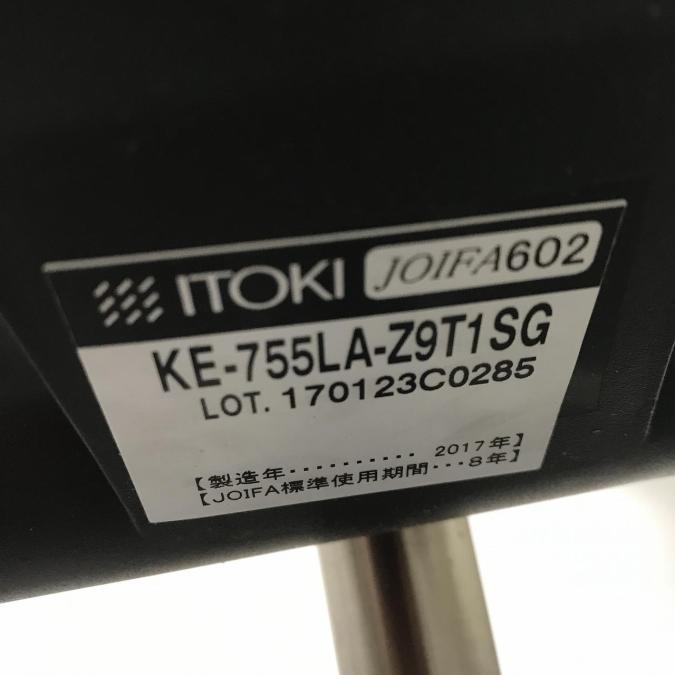 ITOKI JOIFA602
KE-755LA-Z9T1SG
LOT. 170123C0285
【製造年・・・・・・・・・・ 2017年】
【JOIFA標準使用期間・・・8年】